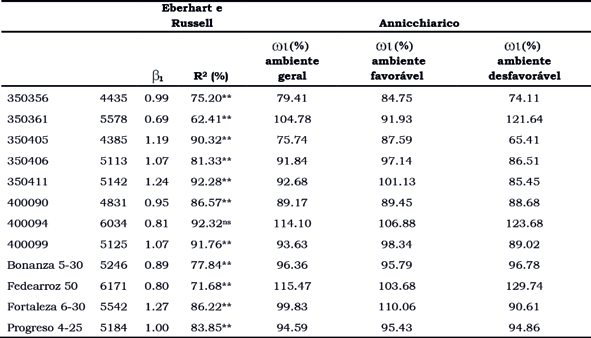 Eberhart e Russell Annicchiarico
β1 R² (%) ωι(%) ambiente geral ωι(%) ambiente favorável ωι(%) ambiente desfavorável
350356 4435 0.99 75.20** 79.41 84.75 74.11
350361 5578 0.69 62.41** 104.78 91.93 121.64
350405 4385 1.19 90.32** 75.74 87.59 65.41
350406 5113 1.07 81.33** 91.84 97.14 86.51
350411 5142 1.24 92.28** 92.68 101.13 85.45
400090 4831 0.95 86.57** 89.17 89.45 88.68
400094 6034 0.81 92.32ns 114.10 106.88 123.68
400099 5125 1.07 91.76** 93.63 98.34 89.02
Bonanza 5-30 5246 0.89 77.84** 96.36 95.79 96.78
Fedearroz 50 6171 0.80 71.68** 115.47 103.68 129.74
Fortaleza 6-30 5542 1.27 86.22** 99.83 110.06 90.61
Progreso 4-25 5184 1.00 83.85** 94.59 95.43 94.86